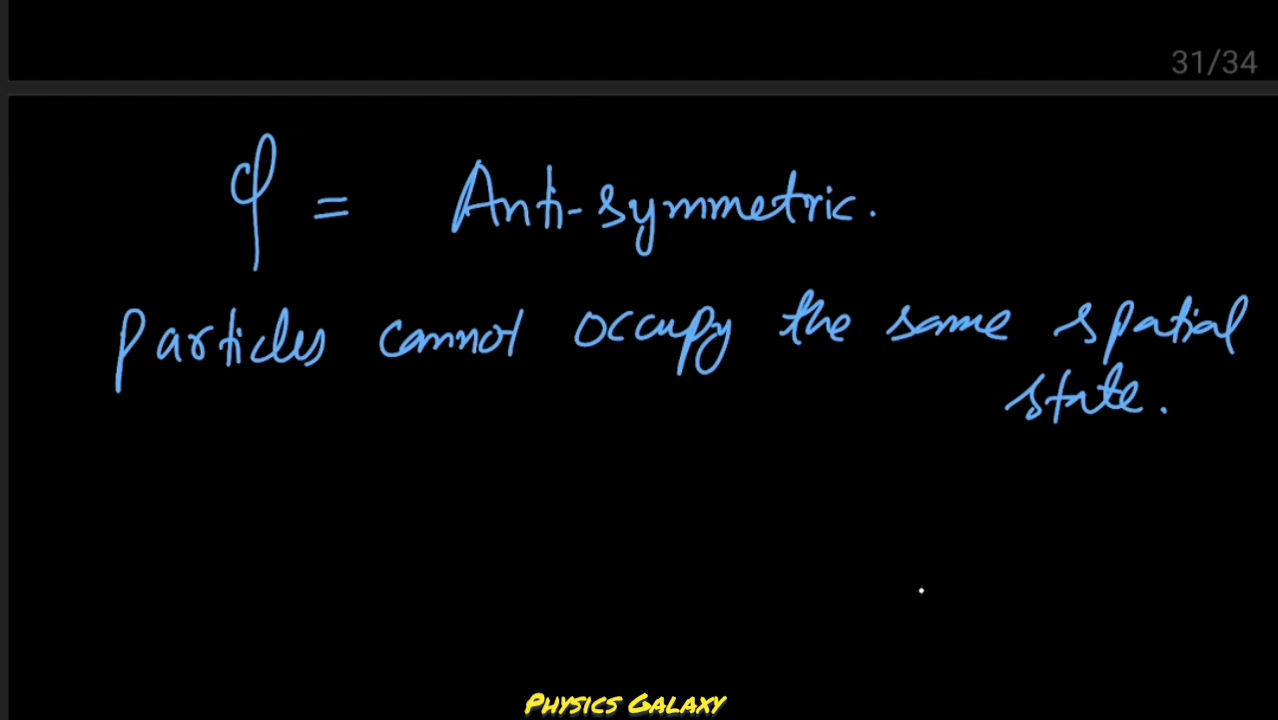 31/34
φ = Anti-symmetric.
Particles cannot occupy the same spatial
state.
PHYSICS GALAXY